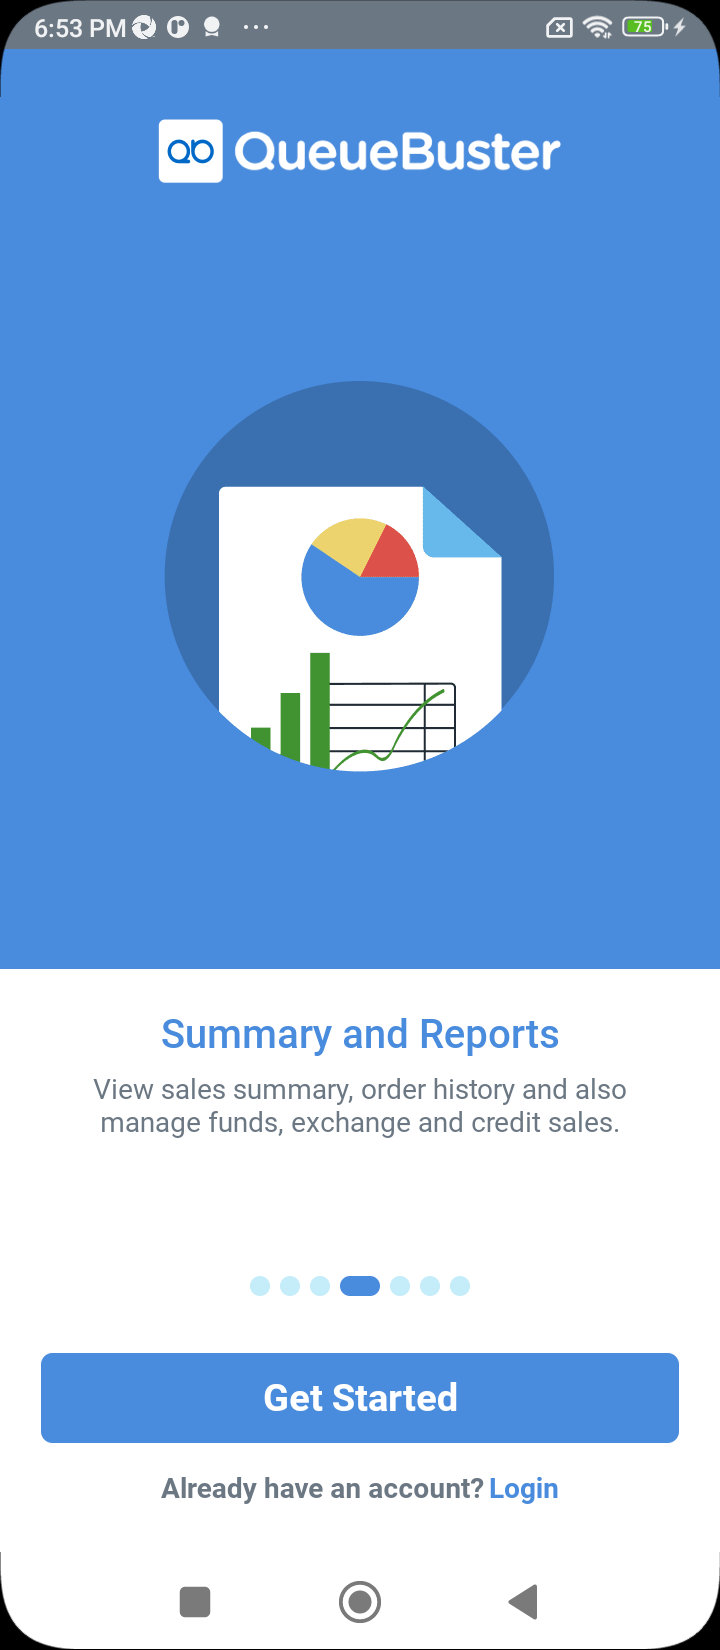 6:53 PM
75
QueueBuster
Summary and Reports
View sales summary, order history and also
manage funds, exchange and credit sales.
Get Started
Already have an account? Login